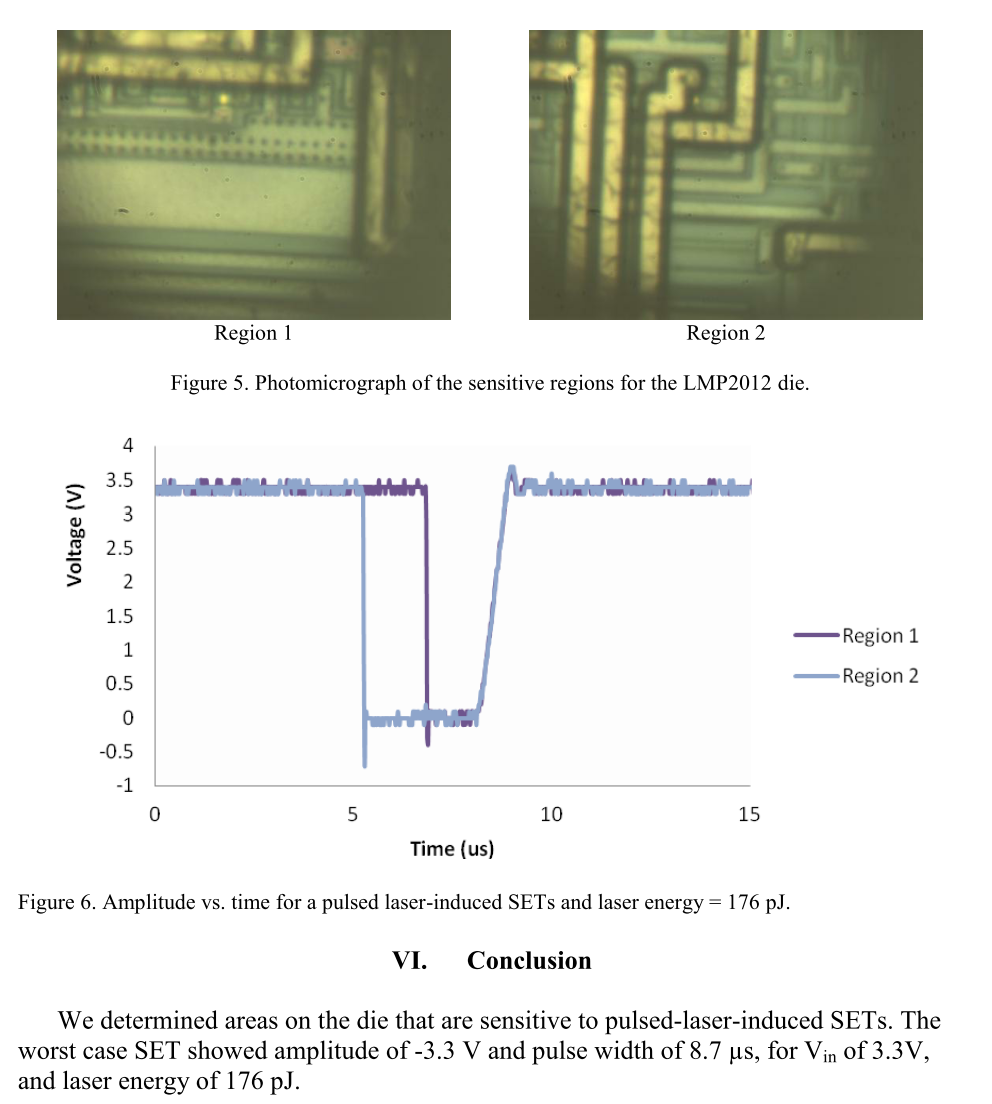 Region 1
Region 2
Figure 5. Photomicrograph of the sensitive regions for the LMP2012 die.
4
3.5
3
2.5
2
1.5
1
0.5
0
-0.5
-1
Voltage (V)
0 5 10 15
Time (us)
Region 1
Region 2
Figure 6. Amplitude vs. time for a pulsed laser-induced SETs and laser energy = 176 pJ.
VI. Conclusion
We determined areas on the die that are sensitive to pulsed-laser-induced SETs. The
worst case SET showed amplitude of -3.3 V and pulse width of 8.7 µs, for Vin of 3.3V,
and laser energy of 176 pJ.